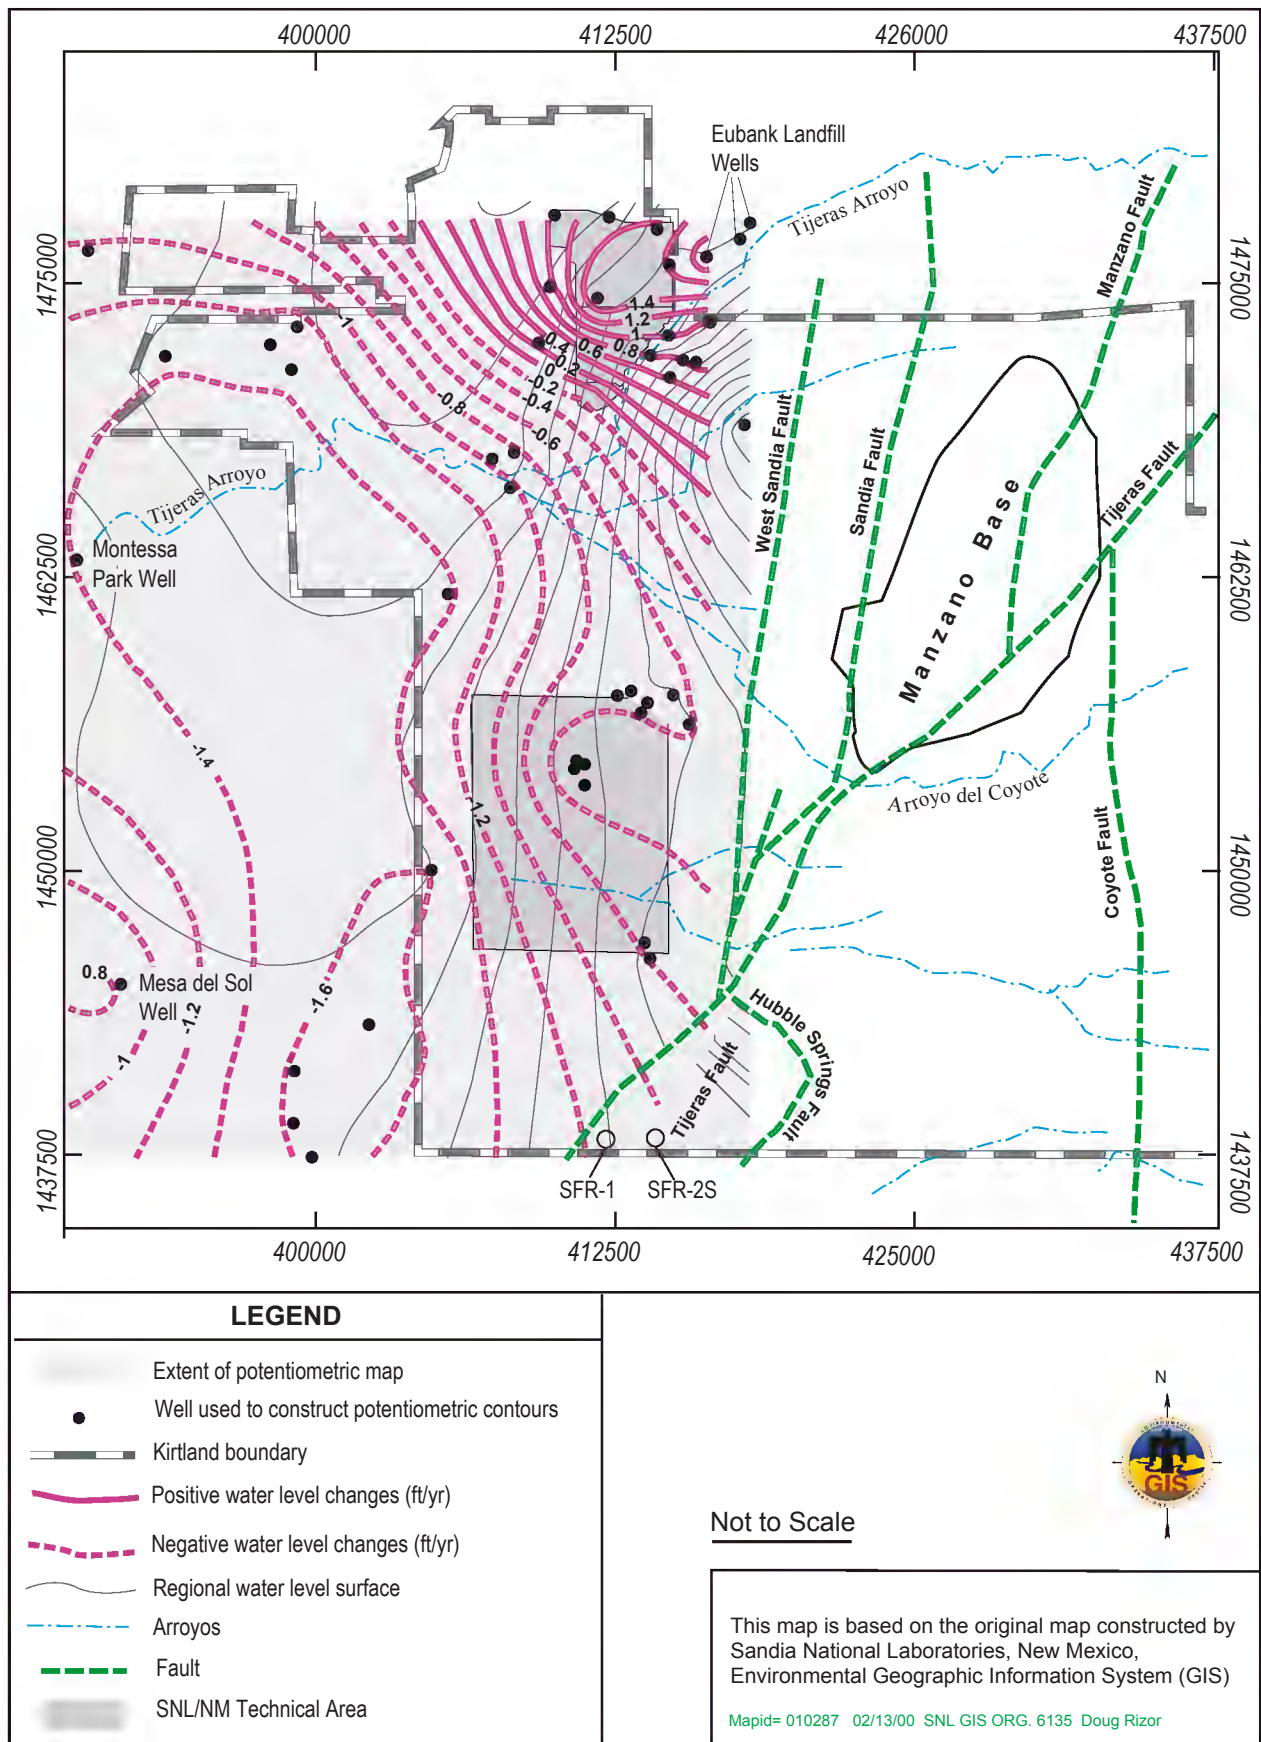 400000
412500
426000
437500
Eubank Landfill
Wells
Tijeras Arroyo
Manzano Fault
1475000
1475000
1.4
1.2
1
0.8
0.6
0.4
0.2
0
-0.2
-0.4
-0.6
-0.8
-1
West Sandia Fault
Sandia Fault
Tijeras Fault
Tijeras Arroyo
Manzano Base
Montessa
Park Well
1462500
1462500
-1.4
-1.2
Arroyo del Coyote
Coyote Fault
1450000
1450000
0.8
Mesa del Sol
Well
-1.2
-1
-1.6
Hubble Springs Fault
Tijeras Fault
1437500
1437500
SFR-1
SFR-2S
400000
412500
425000
437500
LEGEND
Extent of potentiometric map
Well used to construct potentiometric contours
Kirtland boundary
Positive water level changes (ft/yr)
Negative water level changes (ft/yr)
Regional water level surface
Arroyos
Fault
SNL/NM Technical Area
N
GIS
Not to Scale
This map is based on the original map constructed by
Sandia National Laboratories, New Mexico,
Environmental Geographic Information System (GIS)
Mapid= 010287 02/13/00 SNL GIS ORG. 6135 Doug Rizor